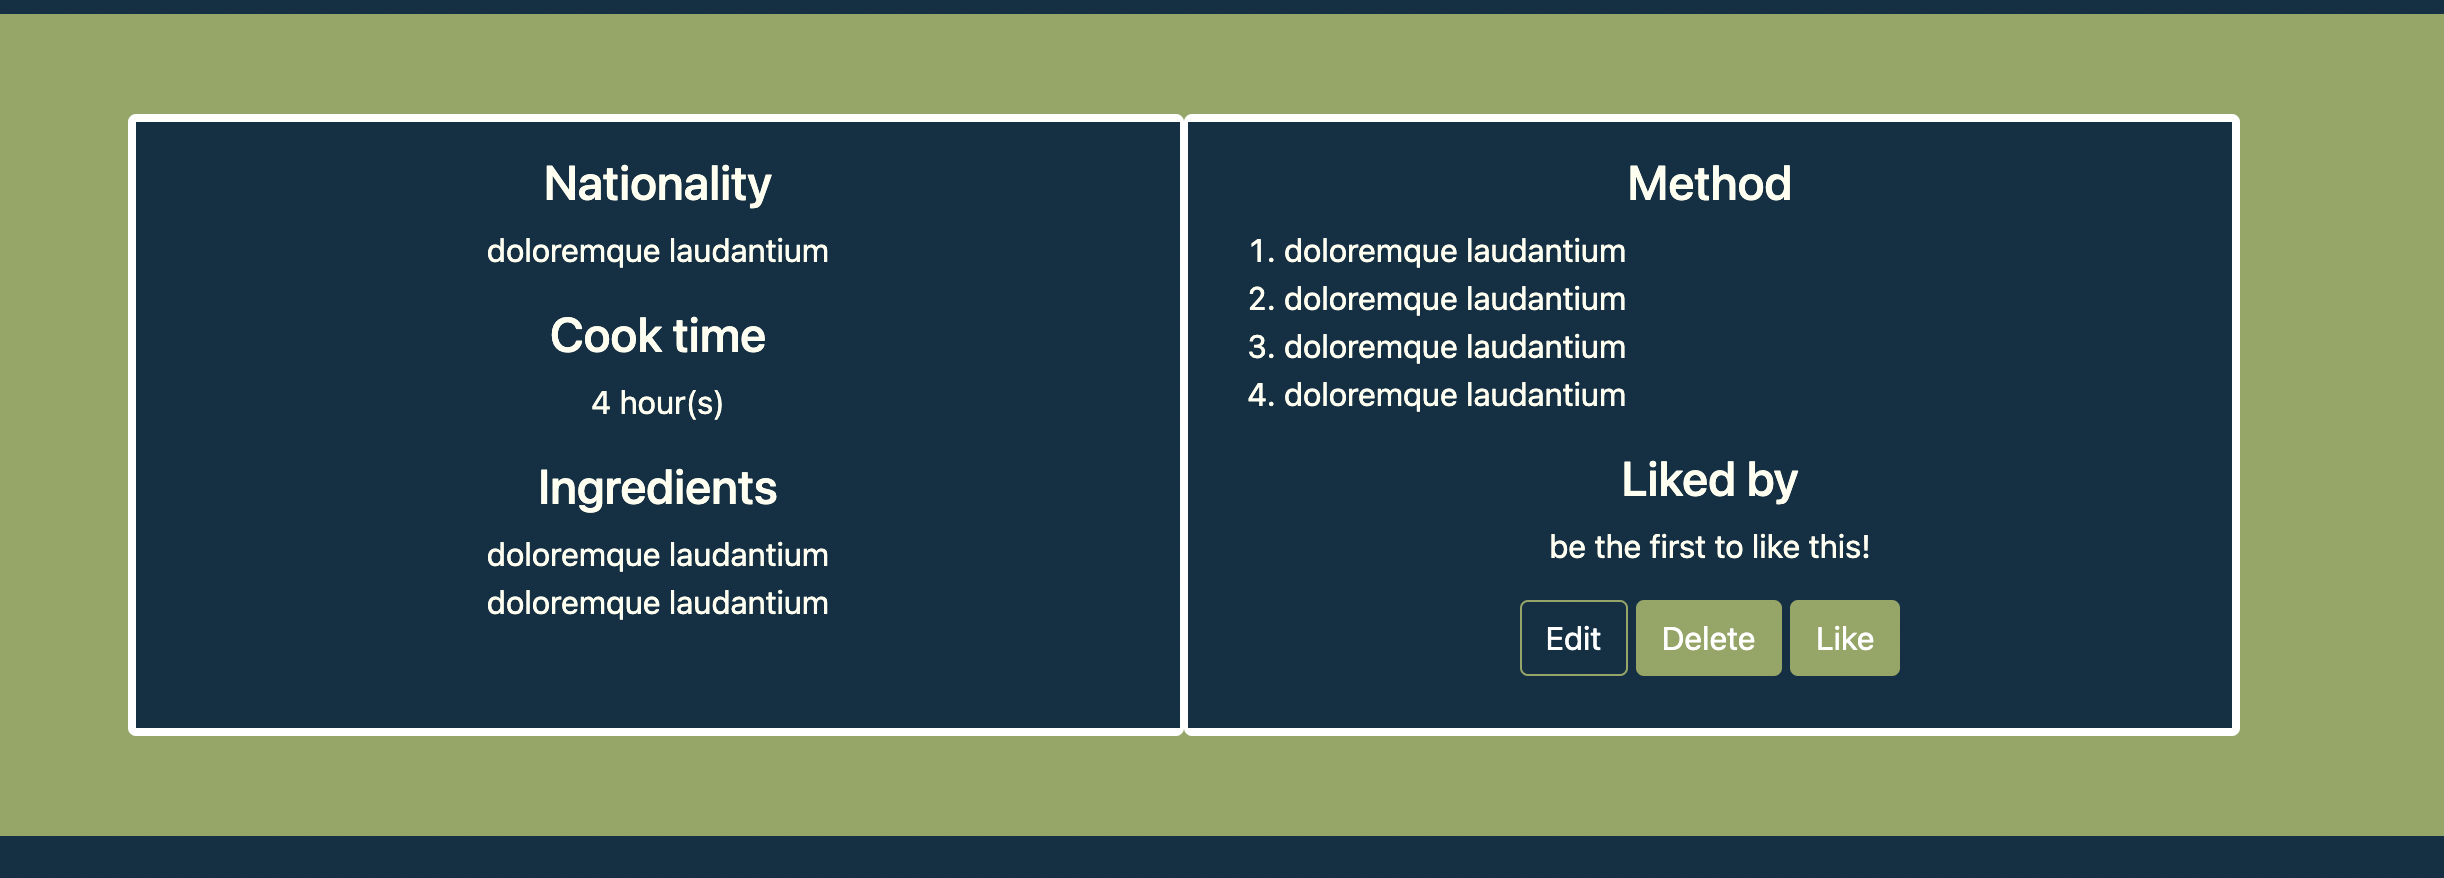 Nationality
doloremque laudantium
Cook time
4 hour(s)
Ingredients
doloremque laudantium
doloremque laudantium
Method
1. doloremque laudantium
2. doloremque laudantium
3. doloremque laudantium
4. doloremque laudantium
Liked by
be the first to like this!
Edit Delete Like